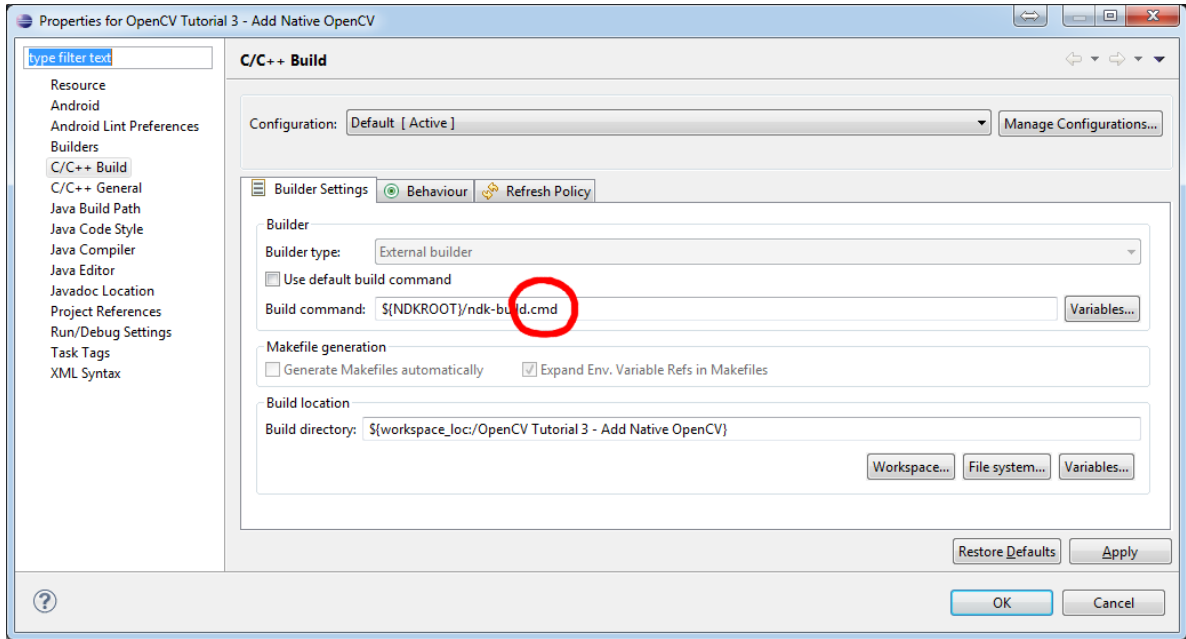 Properties for OpenCV Tutorial 3 - Add Native OpenCV
type filter text
Resource
Android
Android Lint Preferences
Builders
C/C++ Build
C/C++ General
Java Build Path
Java Code Style
Java Compiler
Java Editor
Javadoc Location
Project References
Run/Debug Settings
Task Tags
XML Syntax
C/C++ Build
Configuration: Default [ Active ] Manage Configurations...
Builder Settings Behaviour Refresh Policy
Builder
Builder type: External builder
Use default build command
Build command: ${NDKROOT}/ndk-build.cmd Variables...
Makefile generation
Generate Makefiles automatically Expand Env. Variable Refs in Makefiles
Build location
Build directory: ${workspace_loc:/OpenCV Tutorial 3 - Add Native OpenCV}
Workspace... File system... Variables...
Restore Defaults Apply
OK Cancel